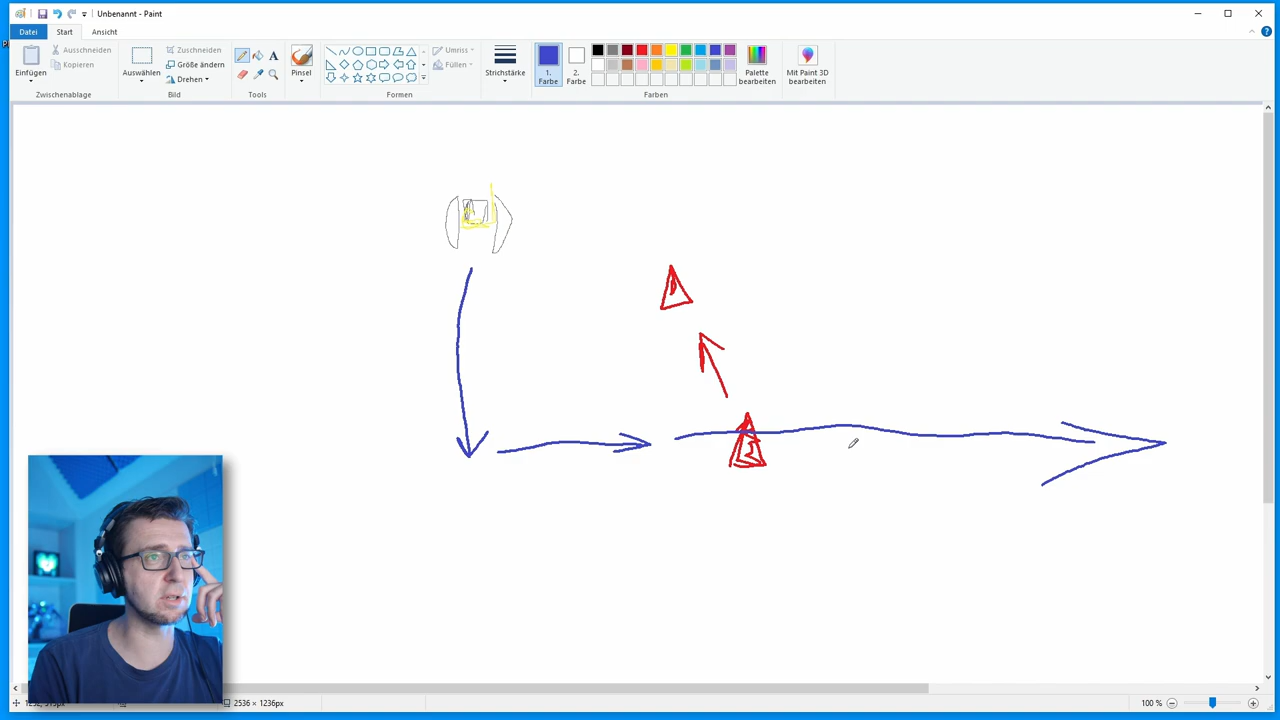 Unbenannt - Paint
Datei
Start
Ansicht
Einfügen
Ausschneiden
Kopieren
Zwischenablage
Auswählen
Zuschneiden
Größe ändern
Drehen
Bild
A
Tools
Pinsel
Umriss
Füllen
Formen
Strichstärke
1.
Farbe
2.
Farbe
Palette
bearbeiten
Farben
Mit Paint 3D
bearbeiten
2536 × 1236px
100 %